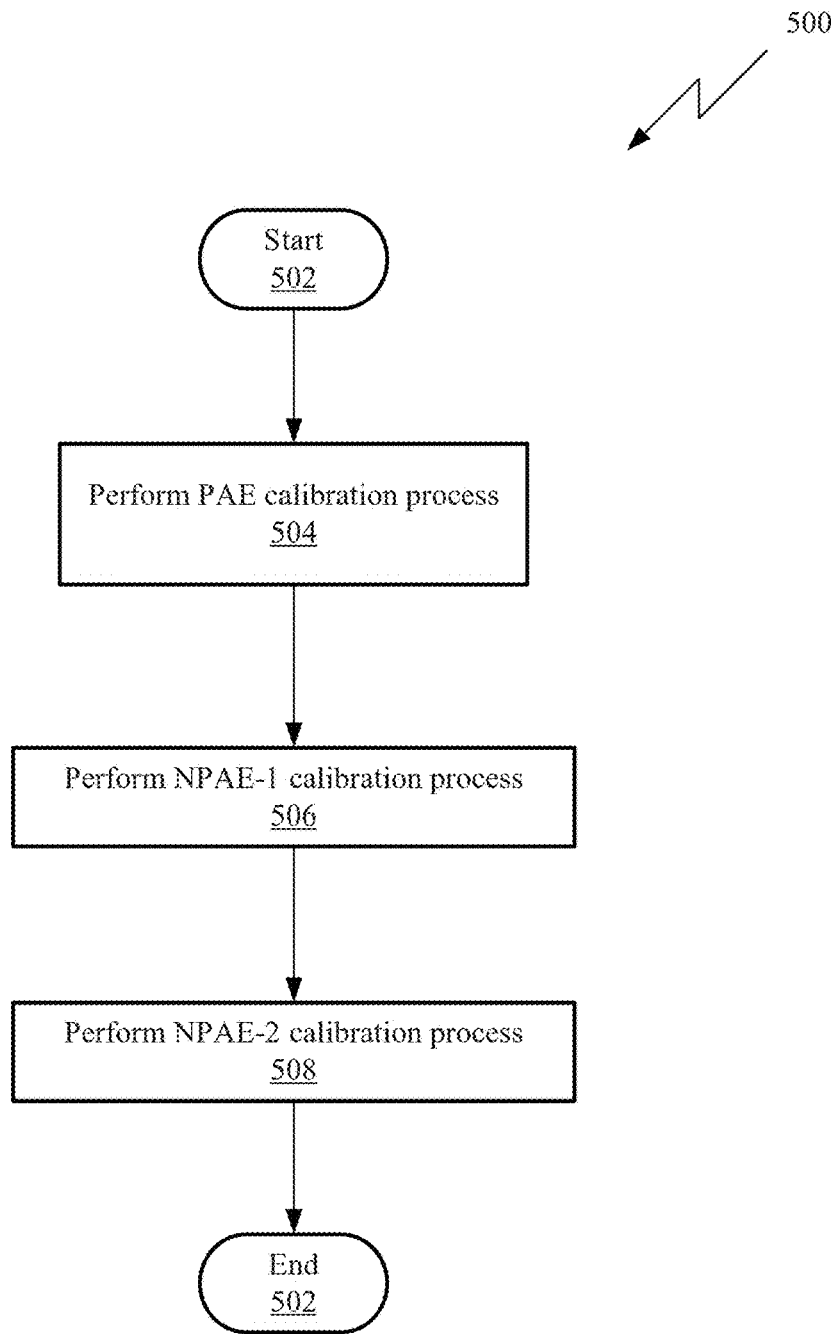 500
Start
502
Perform PAE calibration process
504
Perform NPAE-1 calibration process
506
Perform NPAE-2 calibration process
508
End
502